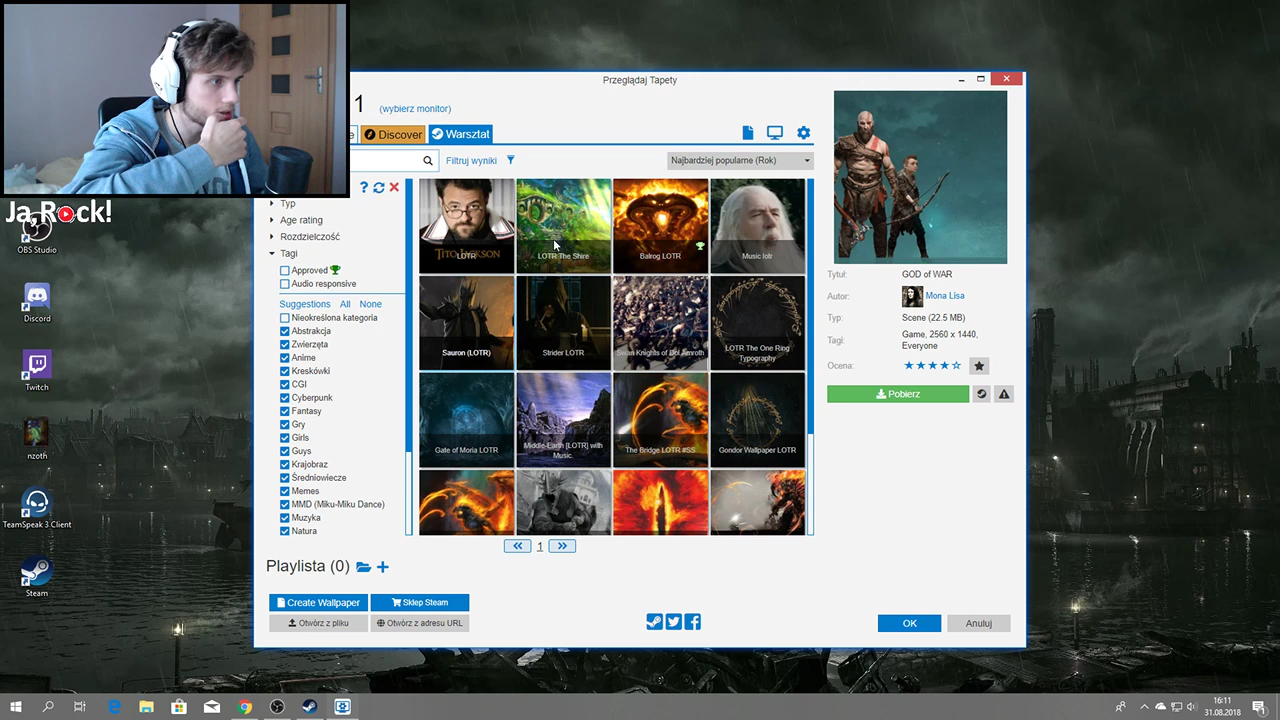 Ja, Rock!
OBS Studio
Discord
Twitch
nzoth
TeamSpeak 3 Client
Steam
Przeglądaj Tapety
1 (wybierz monitor)
e Discover Warsztat
Filtruj wyniki
Najbardziej popularne (Rok)
?
Typ
Age rating
Rozdzielczość
Tagi
Approved
Audio responsive
Suggestions All None
Nieokreślona kategoria
Abstrakcja
Zwierzęta
Anime
Kreskówki
CGI
Cyberpunk
Fantasy
Gry
Girls
Guys
Krajobraz
Średniowiecze
Memes
MMD (Miku-Miku Dance)
Muzyka
Natura
LOTR
LOTR The Shire
Balrog LOTR
Music lotr
Sauron (LOTR)
Strider LOTR
Swan Knights of Dol Amroth
LOTR The One Ring
Typography
Gate of Moria LOTR
Middle-Earth [LOTR] with
Music.
The Bridge LOTR #SS
Gondor Wallpaper LOTR
1
Tytuł: GOD of WAR
Autor: Mona Lisa
Typ: Scene (22.5 MB)
Tagi: Game, 2560 x 1440,
Everyone
Ocena:
Pobierz
Playlista (0)
Create Wallpaper
Sklep Steam
Otwórz z pliku
Otwórz z adresu URL
OK
Anuluj
16:11
31.08.2018